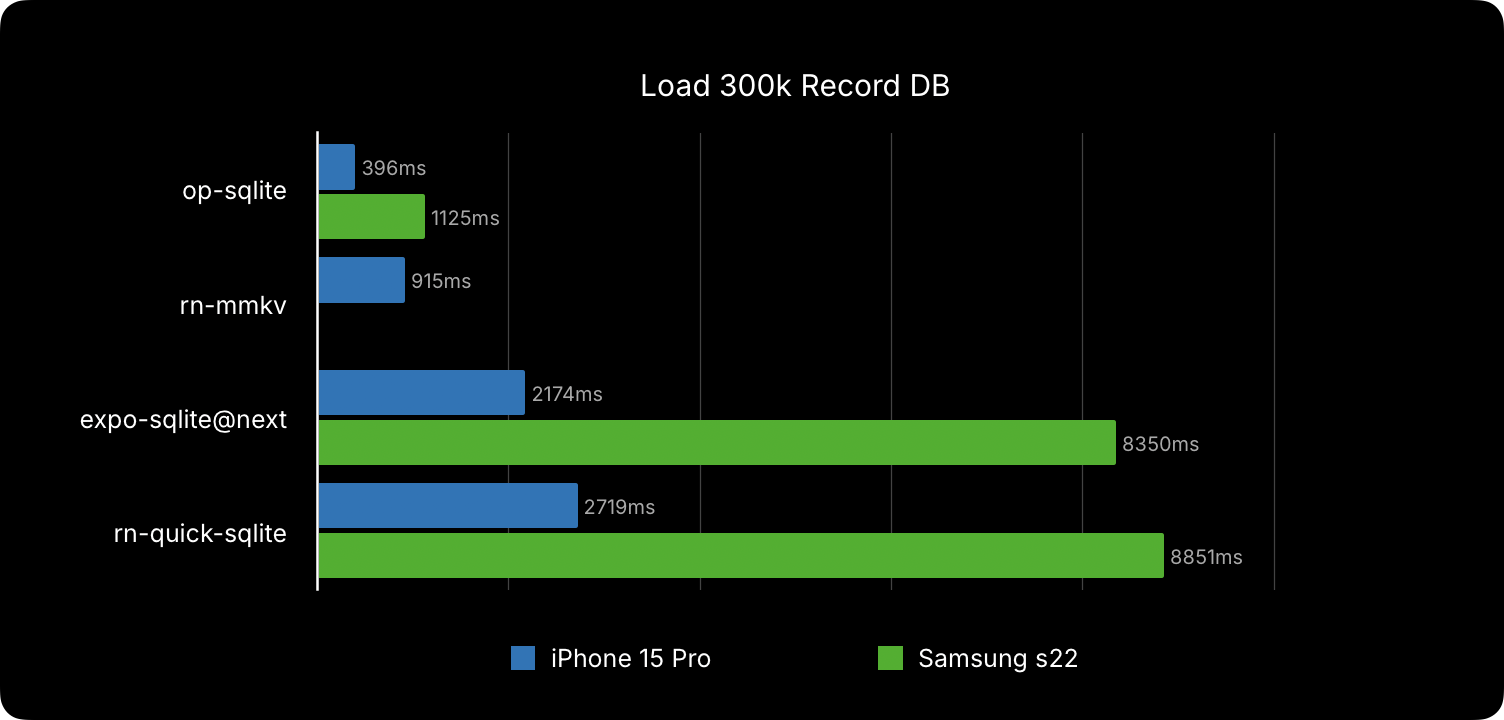 Load 300k Record DB
op-sqlite
396ms
1125ms
rn-mmkv
915ms
expo-sqlite@next
2174ms
8350ms
rn-quick-sqlite
2719ms
8851ms
iPhone 15 Pro
Samsung s22